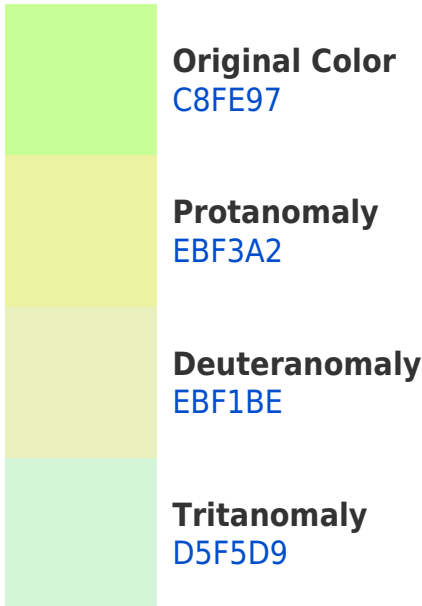 Original Color
C8FE97
Protanomaly
EBF3A2
Deuteranomaly
EBF1BE
Tritanomaly
D5F5D9